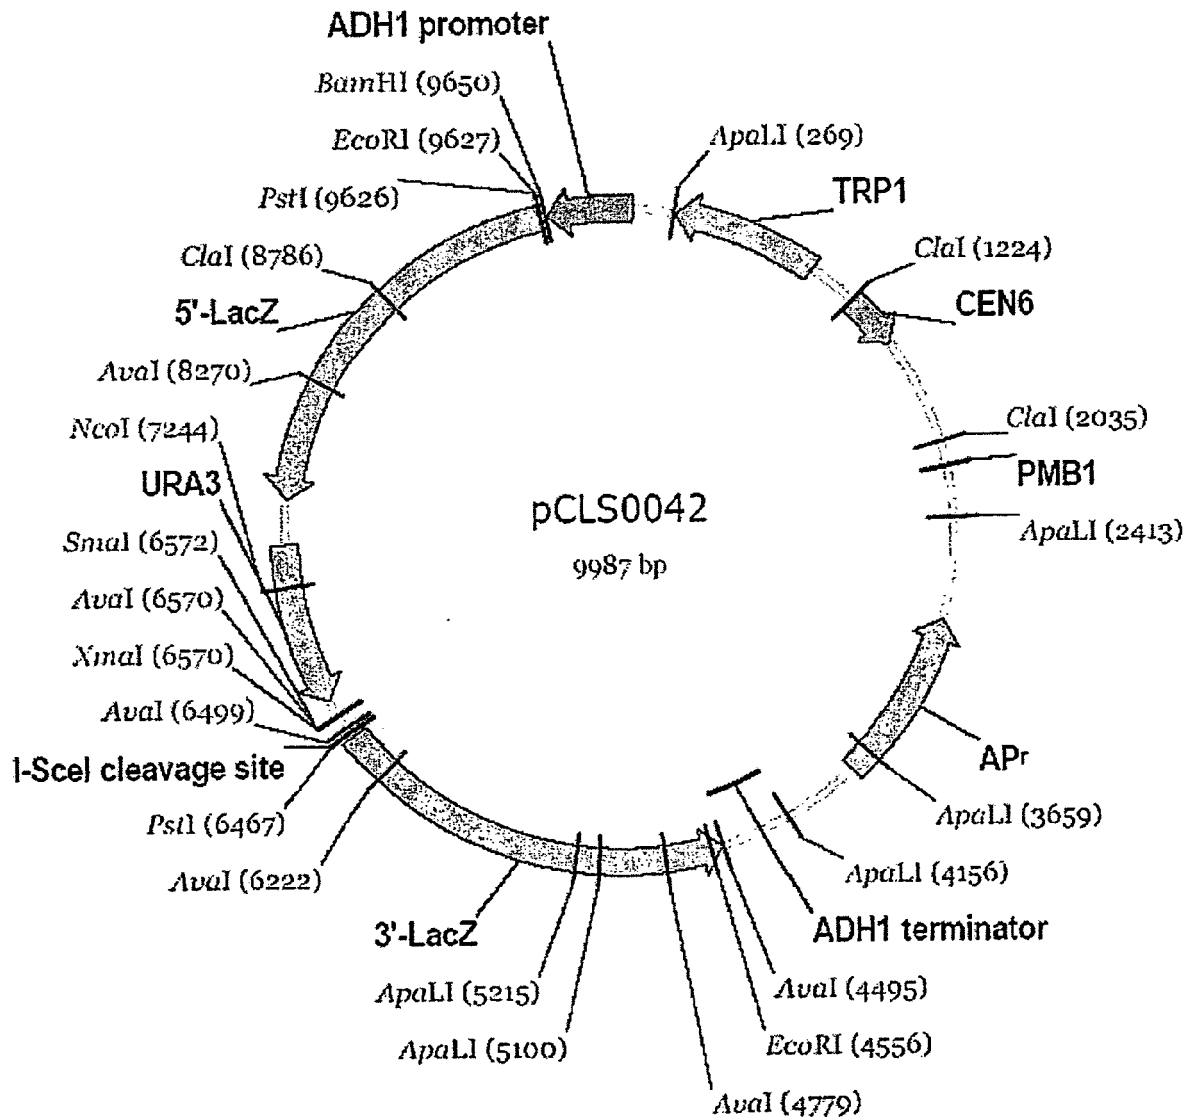 ADH1 promoter
BamHI (9650)
EcoRI (9627)
PstI (9626)
ClaI (8786)
5'-LacZ
AvaI (8270)
NcoI (7244)
URA3
SmaI (6572)
AvaI (6570)
XmaI (6570)
AvaI (6499)
I-SceI cleavage site
PstI (6467)
AvaI (6222)
3'-LacZ
ApaLI (5215)
ApaLI (5100)
AvaI (4779)
EcoRI (4556)
AvaI (4495)
ADH1 terminator
ApaLI (4156)
ApaLI (3659)
APr
ApaLI (2413)
PMB1
ClaI (2035)
CEN6
ClaI (1224)
TRP1
ApaLI (269)
pCLS0042
9987 bp